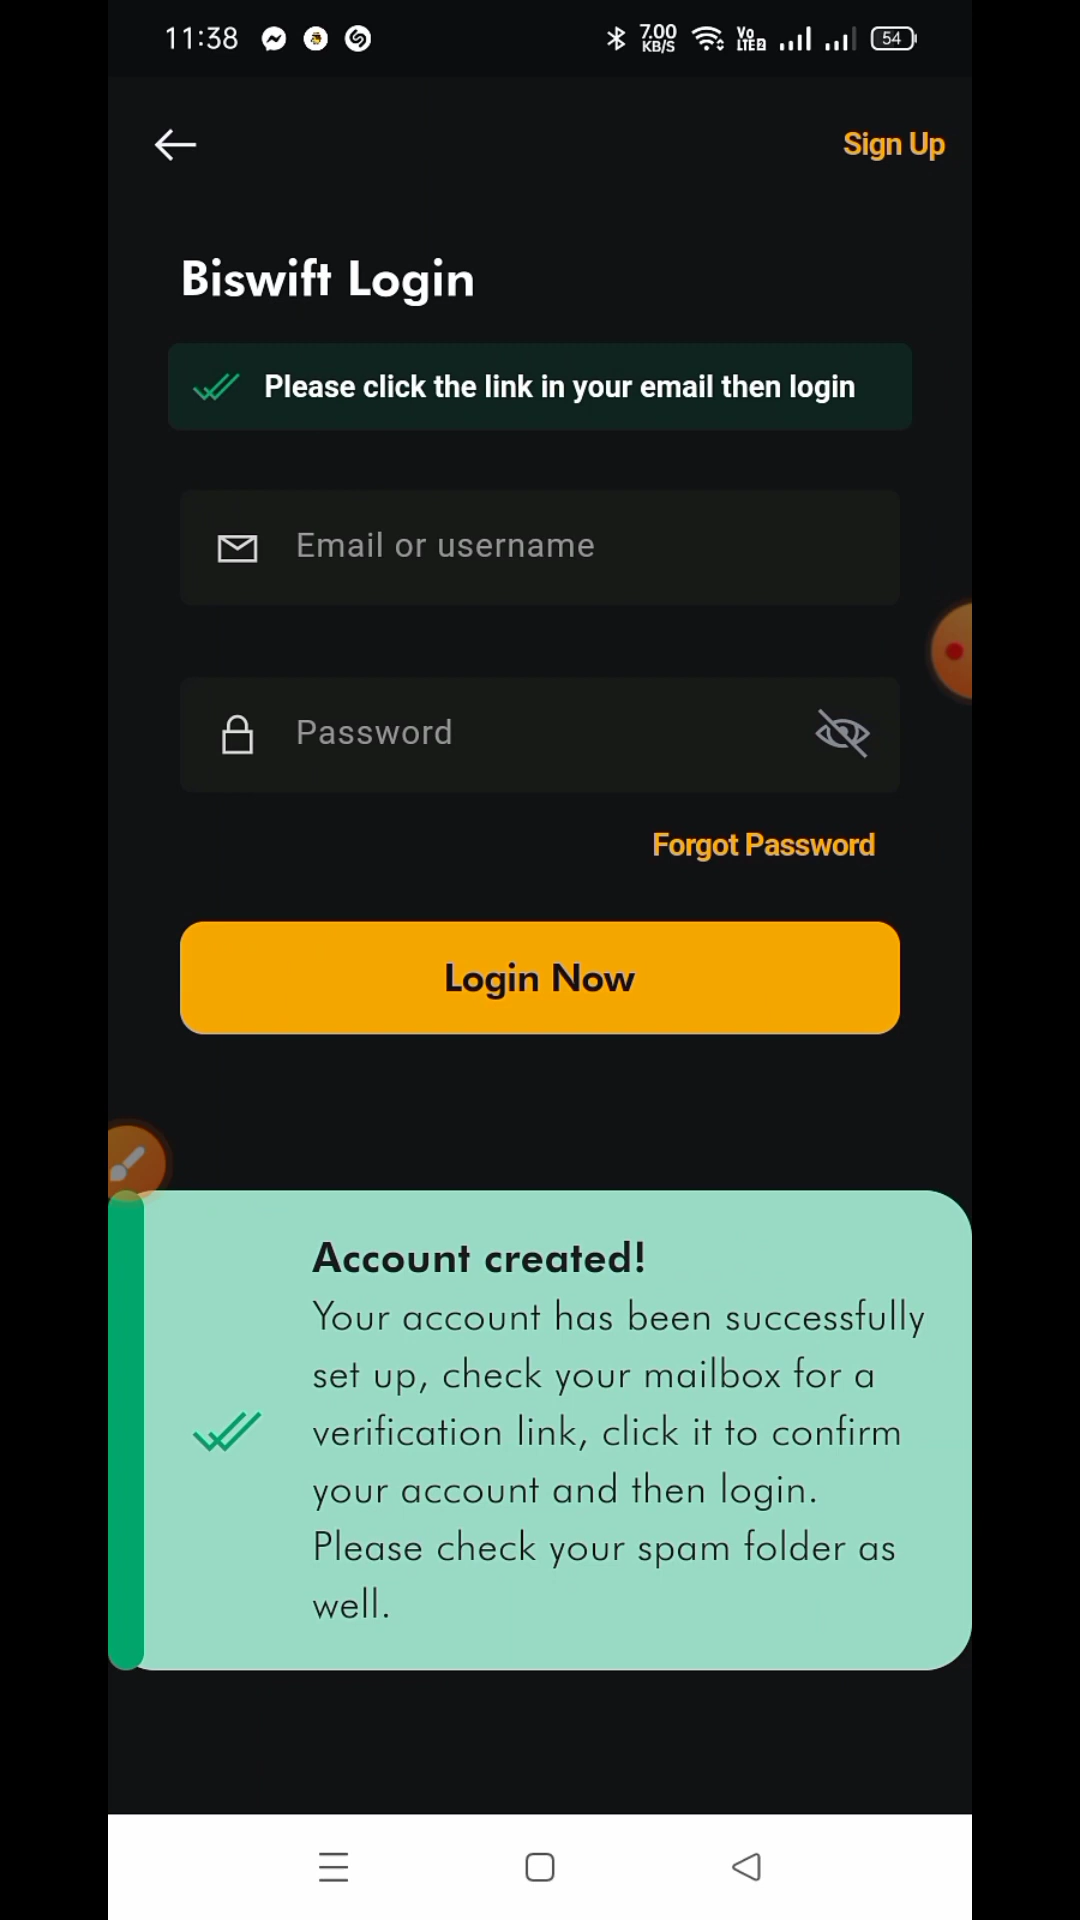 11:38 7.00 KB/S Vo LTE 2 54
Sign Up
Biswift Login
Please click the link in your email then login
Email or username
Password
Forgot Password
Login Now
Account created!
Your account has been successfully
set up, check your mailbox for a
verification link, click it to confirm
your account and then login.
Please check your spam folder as
well.